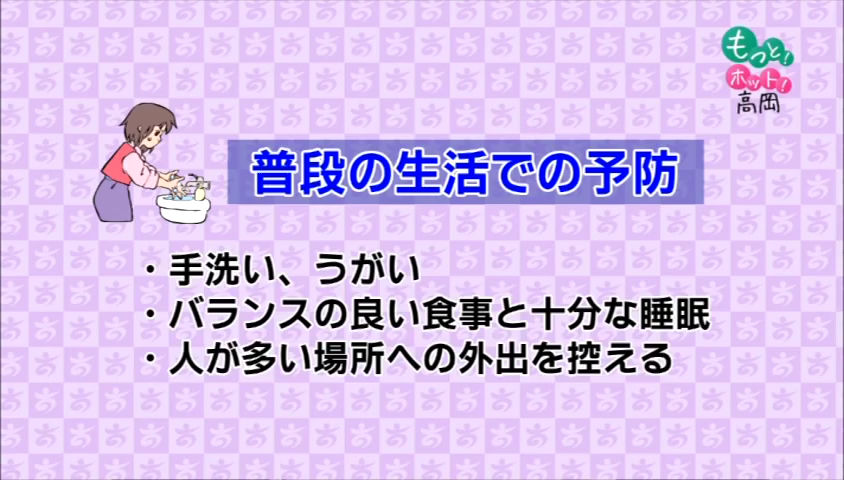 もっと!
ホット!
高岡
普段の生活での予防
・手洗い、うがい
・バランスの良い食事と十分な睡眠
・人が多い場所への外出を控える